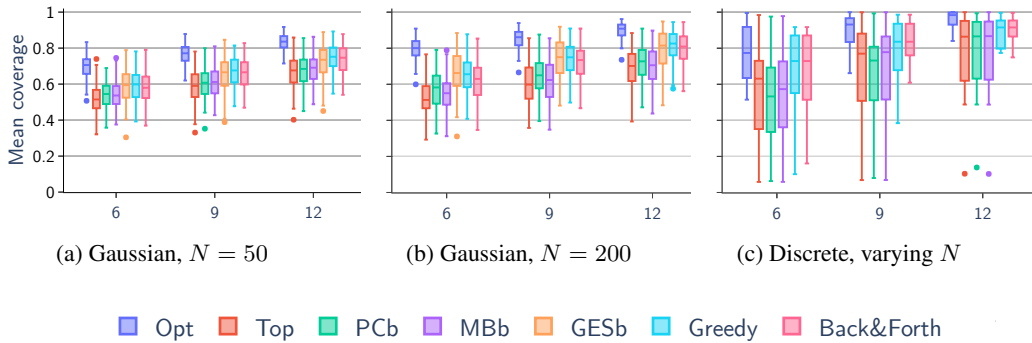 Mean coverage
1
0.8
0.6
0.4
0.2
0
6 9 12
6 9 12
6 9 12
(a) Gaussian, N = 50
(b) Gaussian, N = 200
(c) Discrete, varying N
Opt Top PCb MBb GESb Greedy Back&Forth